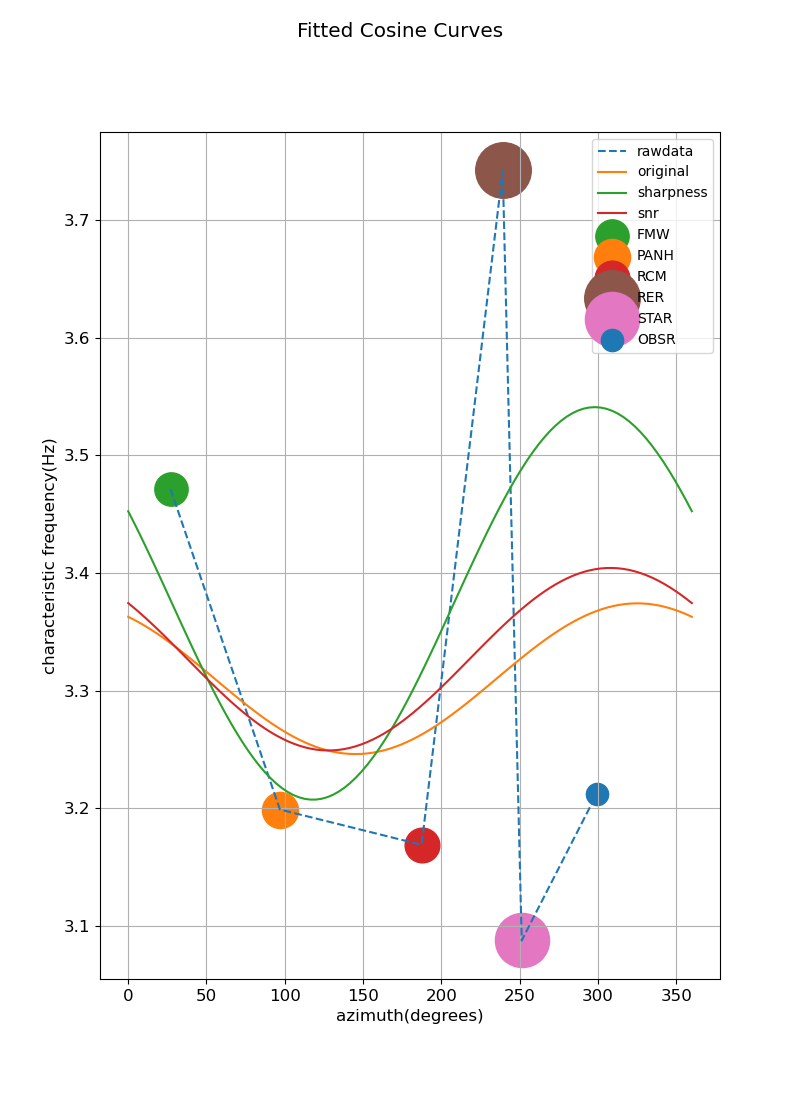 Fitted Cosine Curves
rawdata
original
sharpness
snr
FMW
PANH
RCM
RER
STAR
OBSR
characteristic frequency(Hz)
3.7
3.6
3.5
3.4
3.3
3.2
3.1
0 50 100 150 200 250 300 350
azimuth(degrees)